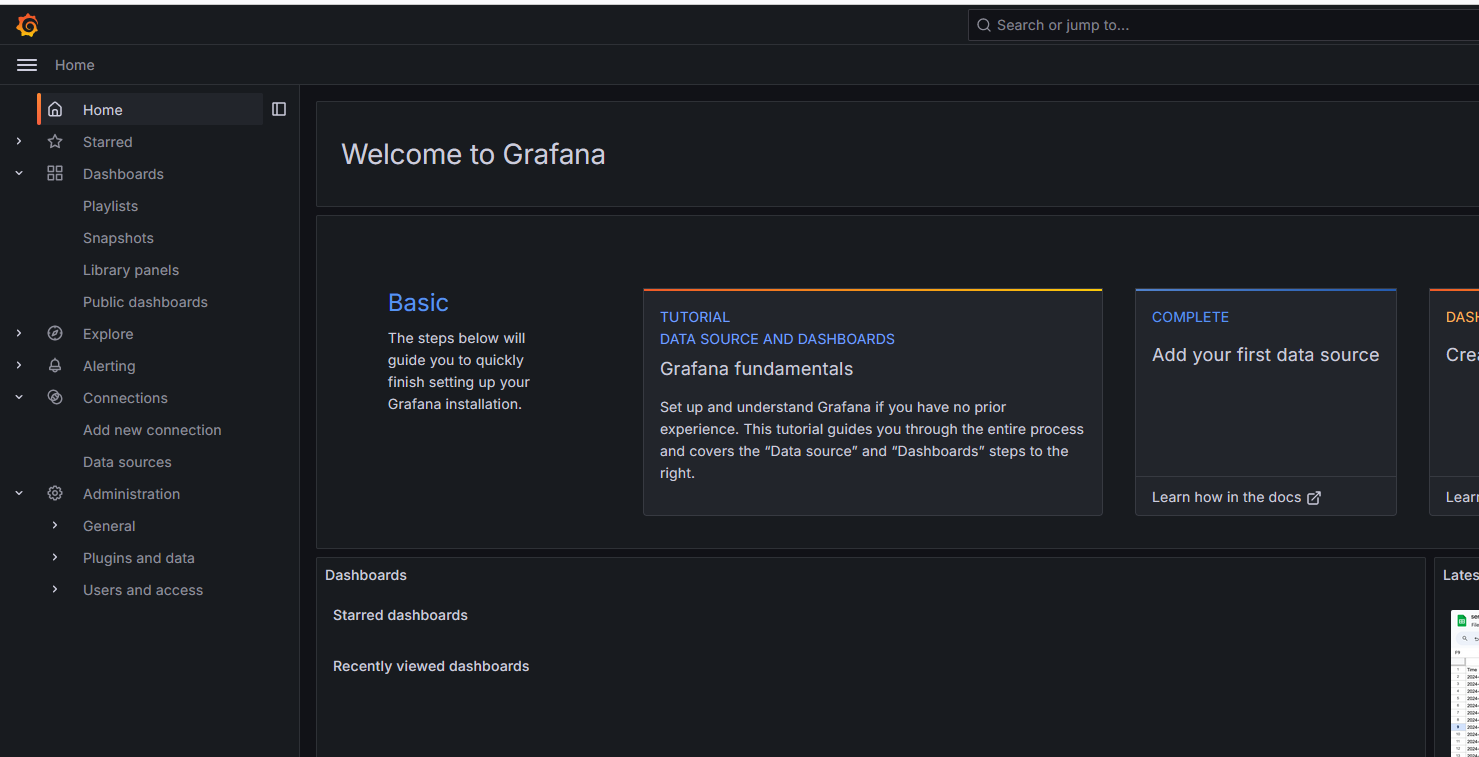 Search or jump to...
Home
Home
Starred
Dashboards
Playlists
Snapshots
Library panels
Public dashboards
Explore
Alerting
Connections
Add new connection
Data sources
Administration
General
Plugins and data
Users and access
Welcome to Grafana
Basic
The steps below will
guide you to quickly
finish setting up your
Grafana installation.
TUTORIAL
DATA SOURCE AND DASHBOARDS
Grafana fundamentals
Set up and understand Grafana if you have no prior
experience. This tutorial guides you through the entire process
and covers the “Data source” and “Dashboards” steps to the
right.
COMPLETE
Add your first data source
Learn how in the docs
DASH
Crea
Learn
Dashboards
Starred dashboards
Recently viewed dashboards
Lates